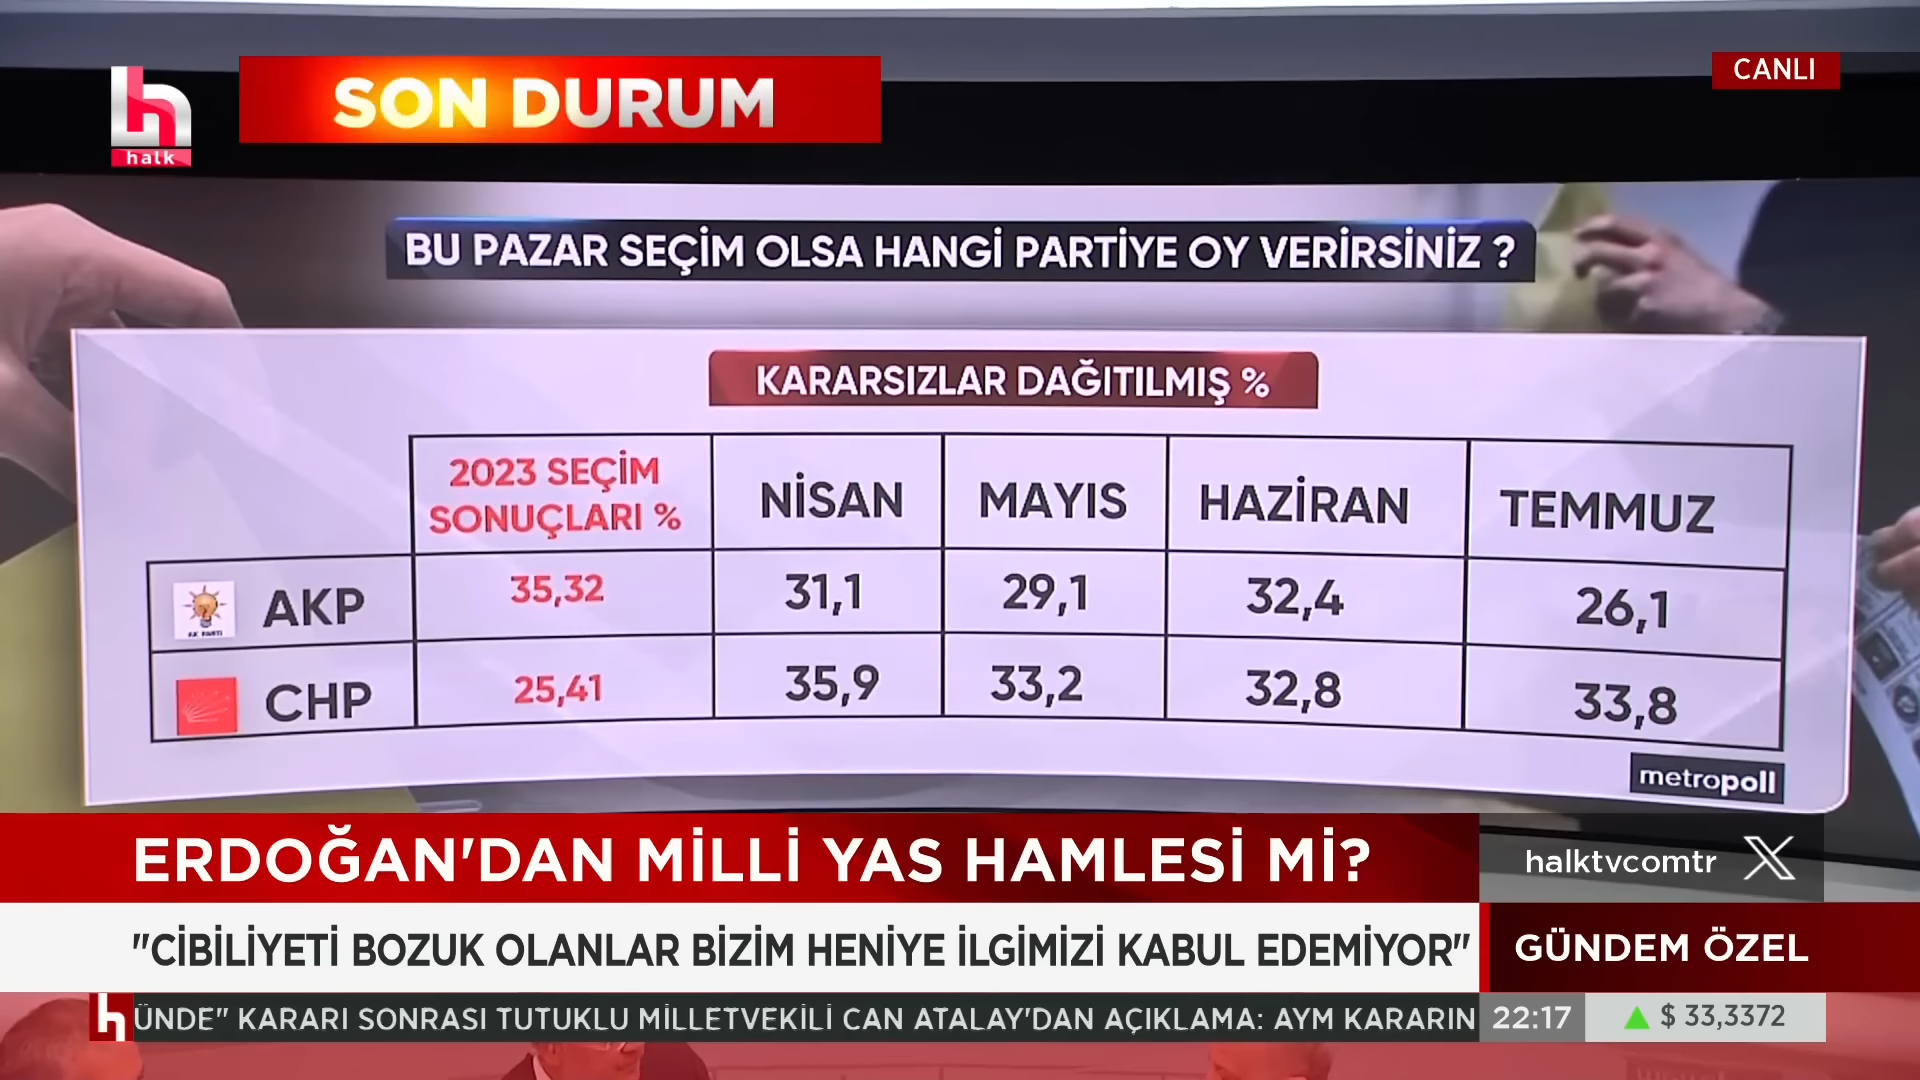 SON DURUM
CANLI
h
halk
BU PAZAR SEÇİM OLSA HANGİ PARTİYE OY VERİRSİNİZ ?
KARARSIZLAR DAĞITILMIŞ %
2023 SEÇİM
SONUÇLARI %
NİSAN
MAYIS
HAZİRAN
TEMMUZ
AK PARTİ
AKP
35,32
31,1
29,1
32,4
26,1
CHP
25,41
35,9
33,2
32,8
33,8
metropoll
ERDOĞAN'DAN MİLLİ YAS HAMLESİ Mİ?
halktvcomtr X
"CİBİLİYETİ BOZUK OLANLAR BİZİM HENİYE İLGİMİZİ KABUL EDEMİYOR"
GÜNDEM ÖZEL
h
ÜNDE" KARARI SONRASI TUTUKLU MİLLETVEKİLİ CAN ATALAY'DAN AÇIKLAMA: AYM KARARIN
22:17
$ 33,3372